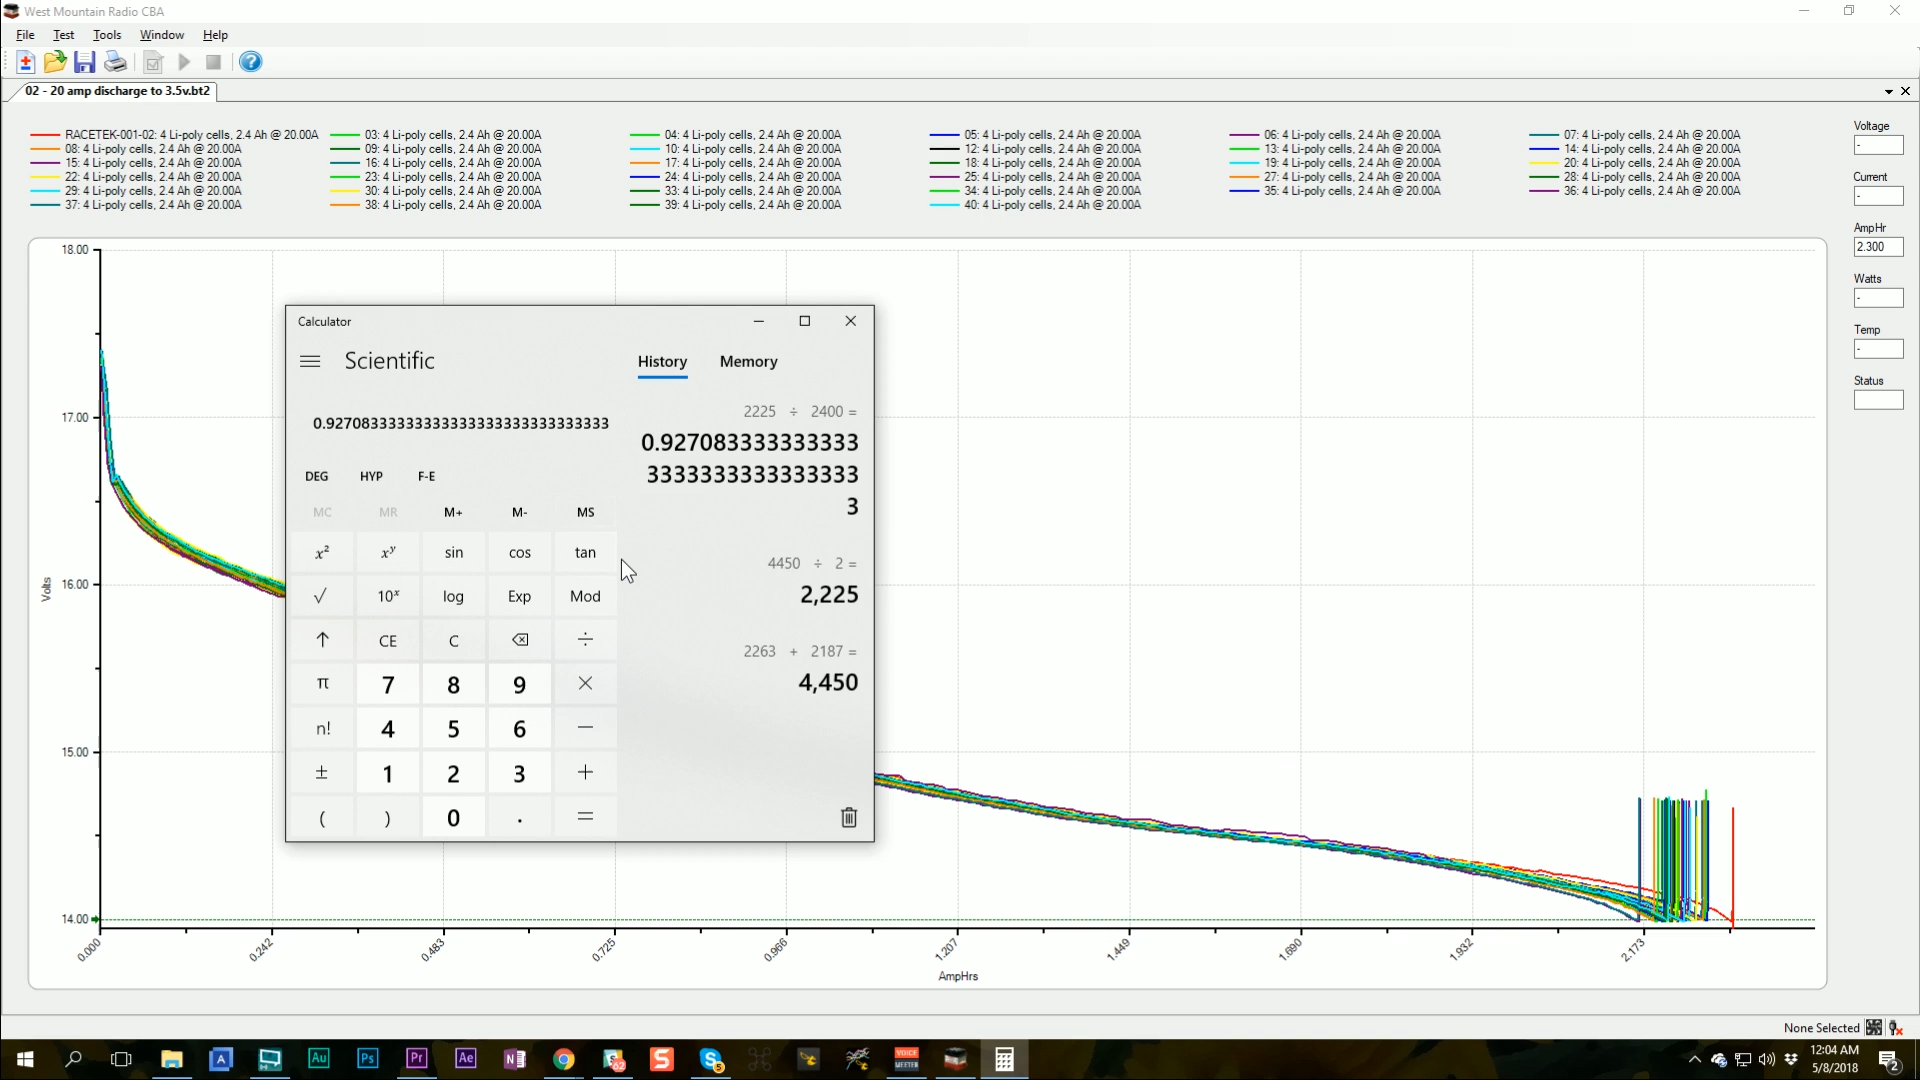 West Mountain Radio CBA
File Test Tools Window Help
02 - 20 amp discharge to 3.5v.bt2
RACETEK-001-02: 4 Li-poly cells, 2.4 Ah @ 20.00A 03: 4 Li-poly cells, 2.4 Ah @ 20.00A 04: 4 Li-poly cells, 2.4 Ah @ 20.00A 05: 4 Li-poly cells, 2.4 Ah @ 20.00A 06: 4 Li-poly cells, 2.4 Ah @ 20.00A 07: 4 Li-poly cells, 2.4 Ah @ 20.00A
08: 4 Li-poly cells, 2.4 Ah @ 20.00A 09: 4 Li-poly cells, 2.4 Ah @ 20.00A 10: 4 Li-poly cells, 2.4 Ah @ 20.00A 12: 4 Li-poly cells, 2.4 Ah @ 20.00A 13: 4 Li-poly cells, 2.4 Ah @ 20.00A 14: 4 Li-poly cells, 2.4 Ah @ 20.00A
15: 4 Li-poly cells, 2.4 Ah @ 20.00A 16: 4 Li-poly cells, 2.4 Ah @ 20.00A 17: 4 Li-poly cells, 2.4 Ah @ 20.00A 18: 4 Li-poly cells, 2.4 Ah @ 20.00A 19: 4 Li-poly cells, 2.4 Ah @ 20.00A 20: 4 Li-poly cells, 2.4 Ah @ 20.00A
22: 4 Li-poly cells, 2.4 Ah @ 20.00A 23: 4 Li-poly cells, 2.4 Ah @ 20.00A 24: 4 Li-poly cells, 2.4 Ah @ 20.00A 25: 4 Li-poly cells, 2.4 Ah @ 20.00A 27: 4 Li-poly cells, 2.4 Ah @ 20.00A 28: 4 Li-poly cells, 2.4 Ah @ 20.00A
29: 4 Li-poly cells, 2.4 Ah @ 20.00A 30: 4 Li-poly cells, 2.4 Ah @ 20.00A 33: 4 Li-poly cells, 2.4 Ah @ 20.00A 34: 4 Li-poly cells, 2.4 Ah @ 20.00A 35: 4 Li-poly cells, 2.4 Ah @ 20.00A 36: 4 Li-poly cells, 2.4 Ah @ 20.00A
37: 4 Li-poly cells, 2.4 Ah @ 20.00A 38: 4 Li-poly cells, 2.4 Ah @ 20.00A 39: 4 Li-poly cells, 2.4 Ah @ 20.00A 40: 4 Li-poly cells, 2.4 Ah @ 20.00A
Voltage
-
Current
-
AmpHr
2.300
Watts
-
Temp
-
Status
18.00
17.00
16.00
15.00
14.00
Volts
0.000 0.242 0.483 0.725 0.966 1.207 1.449 1.690 1.932 2.173
AmpHrs
Calculator
Scientific
0.92708333333333333333333333333333
DEG HYP F-E
MC MR M+ M- MS
x² xʸ sin cos tan
√ 10ˣ log Exp Mod
↑ CE C ⌫ ÷
π 7 8 9 ×
n! 4 5 6 −
± 1 2 3 +
( ) 0 . =
History Memory
2225 ÷ 2400 =
0.927083333333333
3333333333333333
3
4450 ÷ 2 =
2,225
2263 + 2187 =
4,450
None Selected
A Au Ps Pr Ae N S S 5 VOICE MEETER
12:04 AM
5/8/2018
2